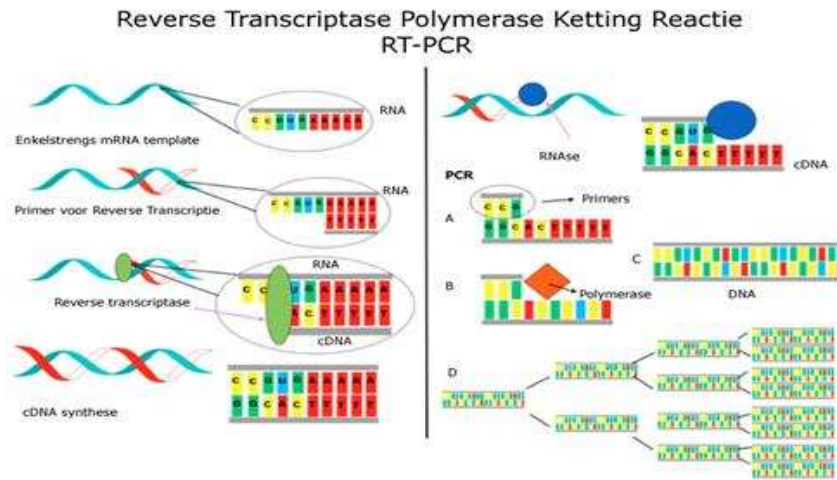 Reverse Transcriptase Polymerase Ketting Reactie
RT-PCR
RNA
C C G U G A A A A A
Enkelstrengs mRNA template
RNA
C C G U G A A A A A
T T T T T
Primer voor Reverse Transcriptie
RNA
C C U G A A A A A
A C T T T T T
Reverse transcriptase
cDNA
C C G U G A A A A A
G G C A C T T T T T
cDNA synthese
RNAse
C C G U G
G G C A C T T T T T
cDNA
PCR
Primers
C C G
A
G G C A C T T T T T
C
DNA
B
Polymerase
D